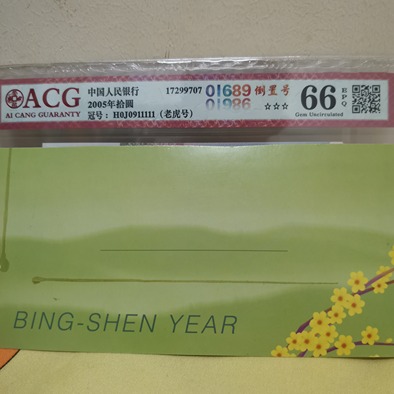 ACG
AI CANG GUARANTY
中国人民银行 17299707
2005年拾圆
冠号：H0J0911111（老虎号）
01689 倒置号
01986 ☆☆☆
66 EPQ
Gem Uncirculated
BING-SHEN YEAR